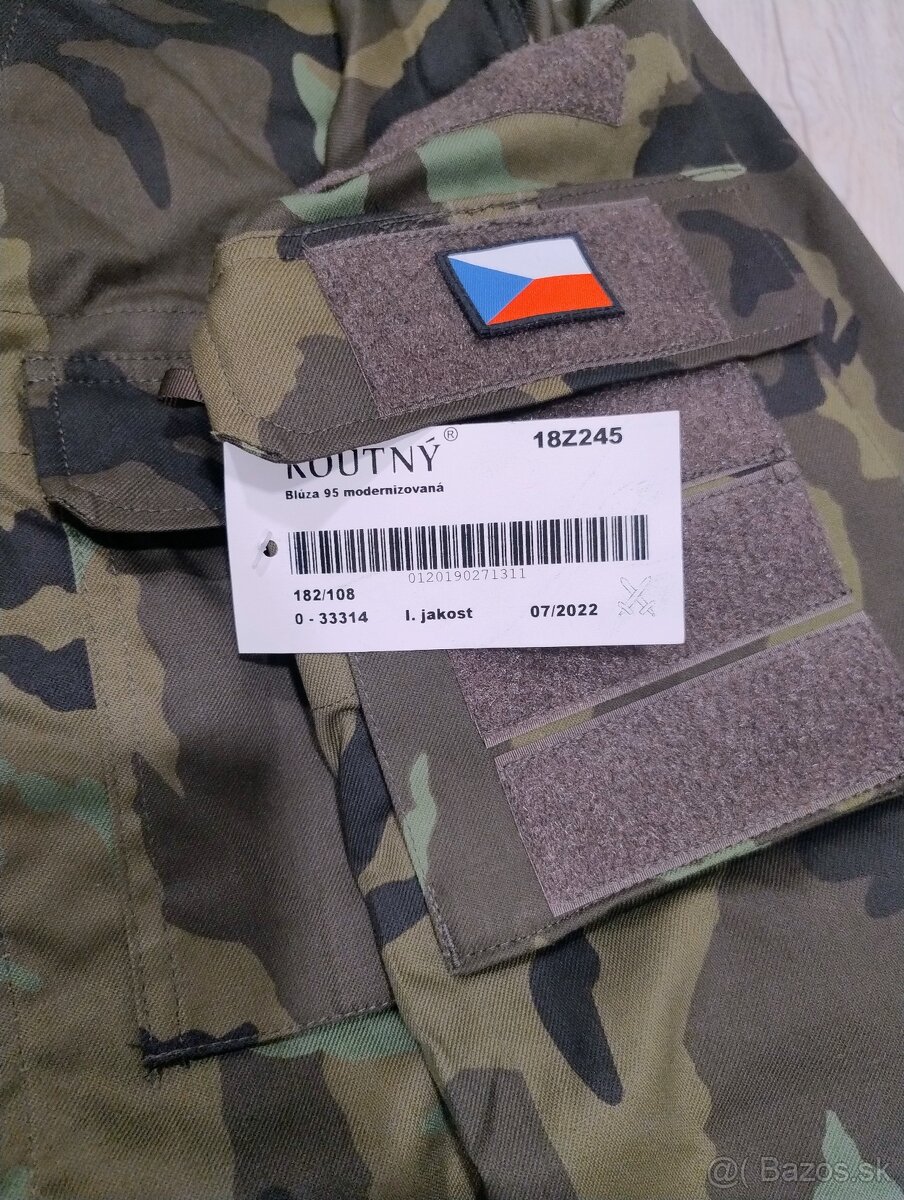 KOUTNÝ® 18Z245
Blúza 95 modernizovaná
0120190271311
182/108
0 - 33314 I. jakost 07/2022
@( Bazos.sk